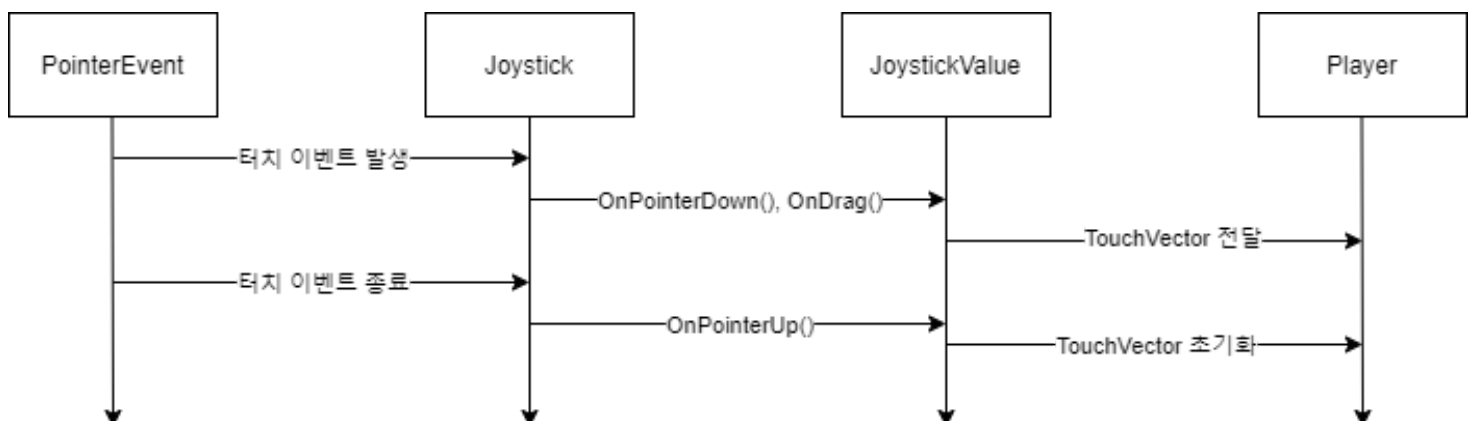 PointerEvent
Joystick
JoystickValue
Player
터치 이벤트 발생
OnPointerDown(), OnDrag()
TouchVector 전달
터치 이벤트 종료
OnPointerUp()
TouchVector 초기화